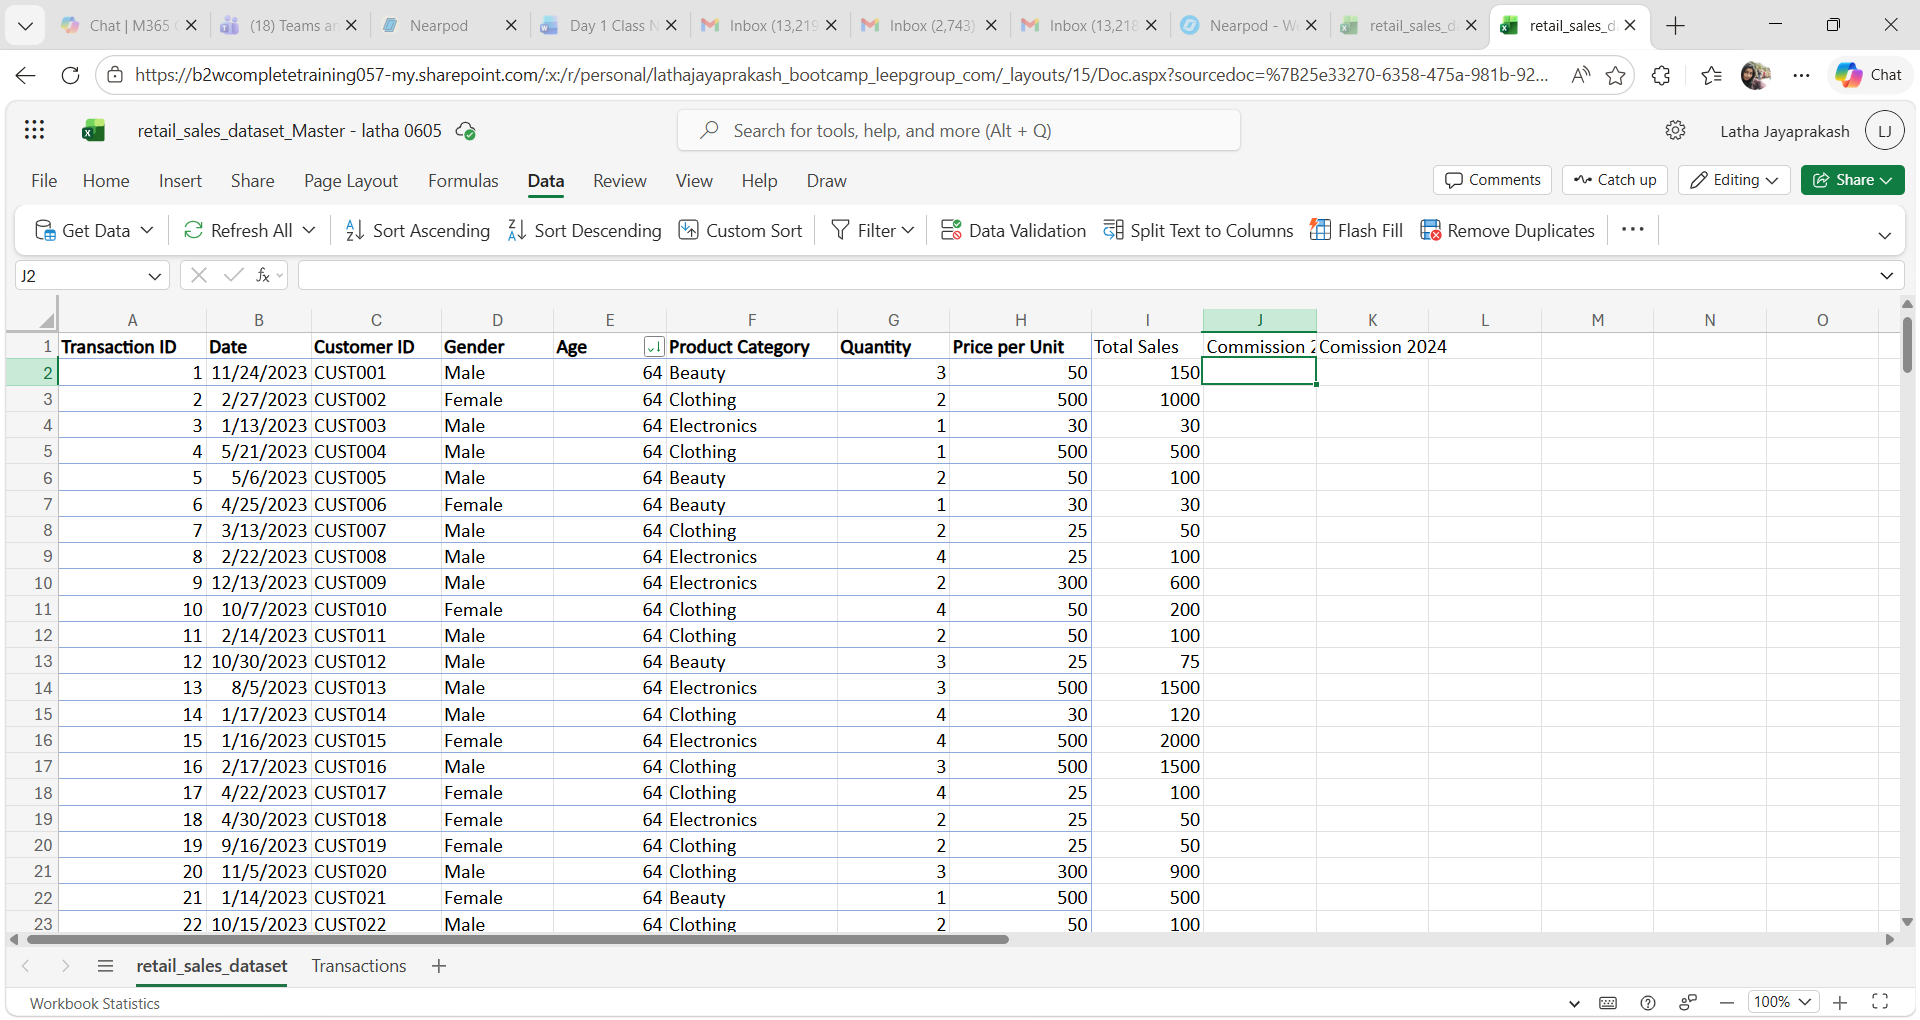 Chat | M365 (18) Teams an Nearpod Day 1 Class N Inbox (13,219 Inbox (2,743) Inbox (13,218 Nearpod - We retail_sales_d retail_sales_d
https://b2wcompletetraining057-my.sharepoint.com/:x:/r/personal/lathajayaprakash_bootcamp_leepgroup_com/_layouts/15/Doc.aspx?sourcedoc=%7B25e33270-6358-475a-981b-92... Chat
retail_sales_dataset_Master - latha 0605 Search for tools, help, and more (Alt + Q) Latha Jayaprakash LJ
File Home Insert Share Page Layout Formulas Data Review View Help Draw Comments Catch up Editing Share
Get Data Refresh All Sort Ascending Sort Descending Custom Sort Filter Data Validation Split Text to Columns Flash Fill Remove Duplicates
J2 fx
A B C D E F G H I J K L M N O
1 Transaction ID Date Customer ID Gender Age Product Category Quantity Price per Unit Total Sales Commission 2 Comission 2024
2 1 11/24/2023 CUST001 Male 64 Beauty 3 50 150
3 2 2/27/2023 CUST002 Female 64 Clothing 2 500 1000
4 3 1/13/2023 CUST003 Male 64 Electronics 1 30 30
5 4 5/21/2023 CUST004 Male 64 Clothing 1 500 500
6 5 5/6/2023 CUST005 Male 64 Beauty 2 50 100
7 6 4/25/2023 CUST006 Female 64 Beauty 1 30 30
8 7 3/13/2023 CUST007 Male 64 Clothing 2 25 50
9 8 2/22/2023 CUST008 Male 64 Electronics 4 25 100
10 9 12/13/2023 CUST009 Male 64 Electronics 2 300 600
11 10 10/7/2023 CUST010 Female 64 Clothing 4 50 200
12 11 2/14/2023 CUST011 Male 64 Clothing 2 50 100
13 12 10/30/2023 CUST012 Male 64 Beauty 3 25 75
14 13 8/5/2023 CUST013 Male 64 Electronics 3 500 1500
15 14 1/17/2023 CUST014 Male 64 Clothing 4 30 120
16 15 1/16/2023 CUST015 Female 64 Electronics 4 500 2000
17 16 2/17/2023 CUST016 Male 64 Clothing 3 500 1500
18 17 4/22/2023 CUST017 Female 64 Clothing 4 25 100
19 18 4/30/2023 CUST018 Female 64 Electronics 2 25 50
20 19 9/16/2023 CUST019 Female 64 Clothing 2 25 50
21 20 11/5/2023 CUST020 Male 64 Clothing 3 300 900
22 21 1/14/2023 CUST021 Female 64 Beauty 1 500 500
23 22 10/15/2023 CUST022 Male 64 Clothing 2 50 100
retail_sales_dataset Transactions
Workbook Statistics 100%